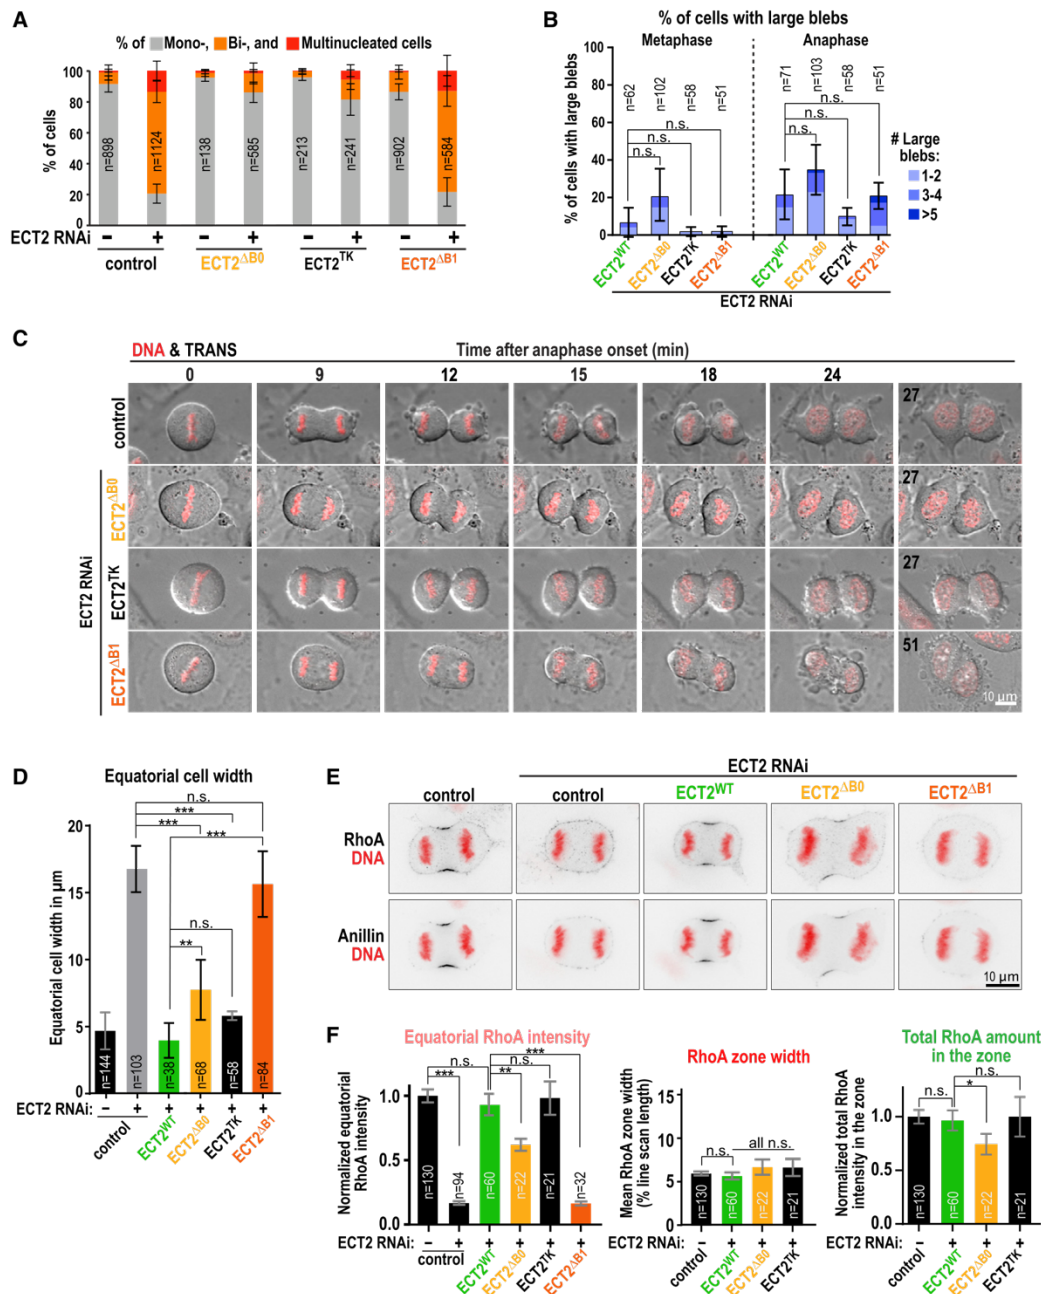 A
% of Mono-, Bi-, and Multinucleated cells
% of cells
100
80
60
40
20
0
n=898
n=1124
n=138
n=585
n=213
n=241
n=902
n=584
ECT2 RNAi − + − + − + − +
control ECT2ΔB0 ECT2TK ECT2ΔB1
B
% of cells with large blebs
Metaphase Anaphase
% of cells with large blebs
100
80
60
40
20
0
n=62
n=102
n=58
n=51
n=71
n=103
n=58
n=51
n.s.
n.s.
n.s.
n.s.
n.s.
n.s.
# Large blebs:
1-2
3-4
>5
ECT2WT ECT2ΔB0 ECT2TK ECT2ΔB1 ECT2WT ECT2ΔB0 ECT2TK ECT2ΔB1
ECT2 RNAi
C
DNA & TRANS Time after anaphase onset (min)
0 9 12 15 18 24
control
27
ECT2 RNAi
ECT2ΔB0
27
ECT2TK
27
ECT2ΔB1
51
10 µm
D
Equatorial cell width
Equatorial cell width in µm
20
15
10
5
0
n.s.
***
***
***
n.s.
**
n=144
n=103
n=381
n=68
n=58
n=84
ECT2 RNAi: − + + + + +
control ECT2WT ECT2ΔB0 ECT2TK ECT2ΔB1
E
ECT2 RNAi
control control ECT2WT ECT2ΔB0 ECT2ΔB1
RhoA
DNA
Anillin
DNA
10 µm
F
Equatorial RhoA intensity
Normalized equatorial
RhoA intensity
1.0
0.5
0.0
n.s.
***
***
n.s.
**
n=130
n=94
n=60
n=22
n=21
n=32
ECT2 RNAi: − + + + + +
control ECT2WT ECT2ΔB0 ECT2TK ECT2ΔB1
RhoA zone width
Mean RhoA zone width
(% line scan length)
15
10
5
0
n.s.
all n.s.
n=130
n=60
n=22
n=21
ECT2 RNAi: − + + +
control ECT2WT ECT2ΔB0 ECT2TK
Total RhoA amount
in the zone
Normalized total RhoA
intensity in the zone
1.0
0.5
0.0
n.s.
n.s.
*
n=130
n=60
n=22
n=21
ECT2 RNAi: − + + +
control ECT2WT ECT2ΔB0 ECT2TK